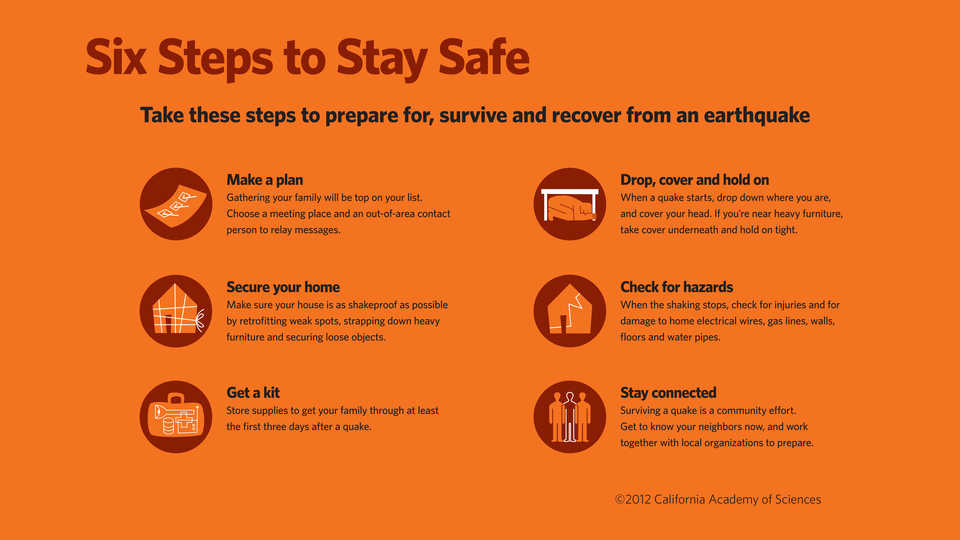 Six Steps to Stay Safe
Take these steps to prepare for, survive and recover from an earthquake
Make a plan
Gathering your family will be top on your list.
Choose a meeting place and an out-of-area contact
person to relay messages.
Secure your home
Make sure your house is as shakeproof as possible
by retrofitting weak spots, strapping down heavy
furniture and securing loose objects.
Get a kit
Store supplies to get your family through at least
the first three days after a quake.
Drop, cover and hold on
When a quake starts, drop down where you are,
and cover your head. If you're near heavy furniture,
take cover underneath and hold on tight.
Check for hazards
When the shaking stops, check for injuries and for
damage to home electrical wires, gas lines, walls,
floors and water pipes.
Stay connected
Surviving a quake is a community effort.
Get to know your neighbors now, and work
together with local organizations to prepare.
©2012 California Academy of Sciences